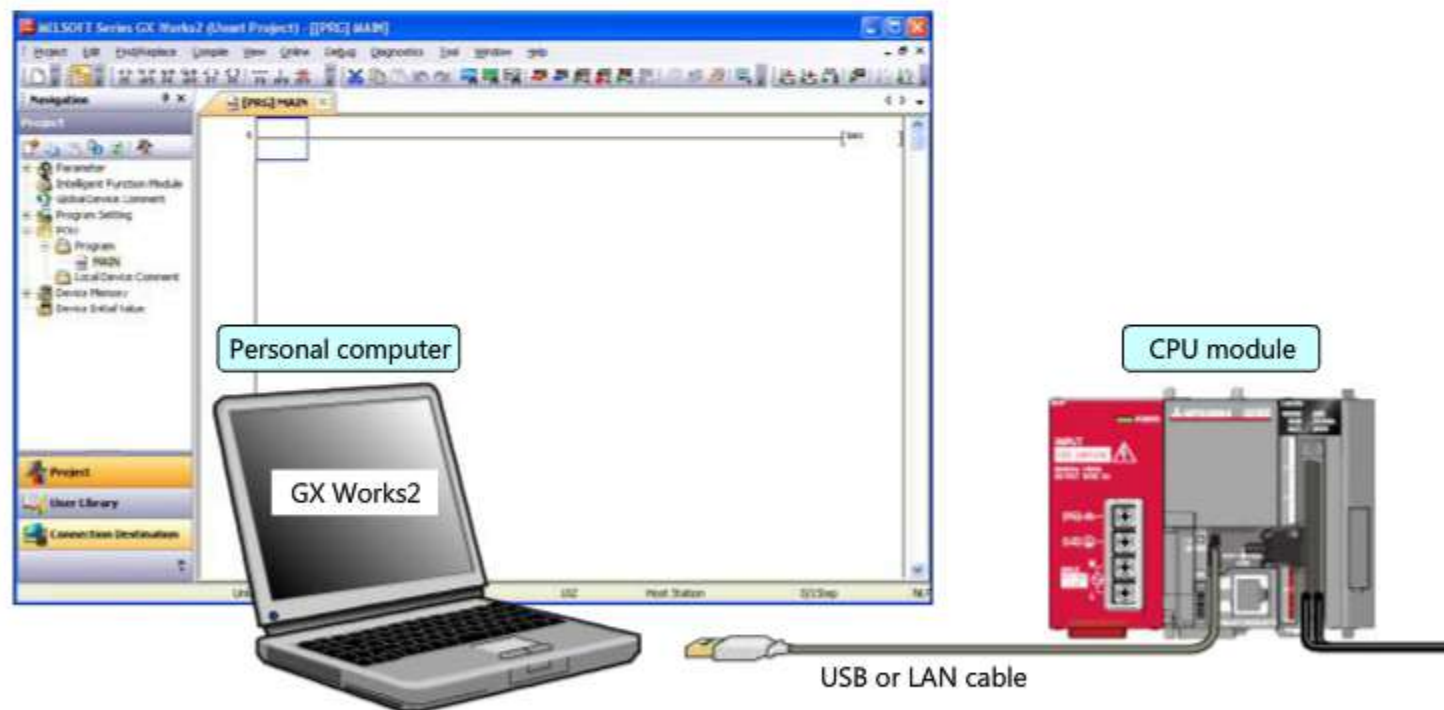 MELSOFT Series GX Works2 (Unset Project) - [[PRG] MAIN]
Project Edit Find/Replace Compile View Online Debug Diagnostics Tool Window Help
Navigation
[PRG] MAIN
Project
Parameter
Intelligent Function Module
Global Device Comment
Program Setting
POU
Program
MAIN
Local Device Comment
Device Memory
Device Initial Value
Personal computer
CPU module
GX Works2
INPUT
Project
User Library
Connection Destination
Host Station
0/1Step
USB or LAN cable